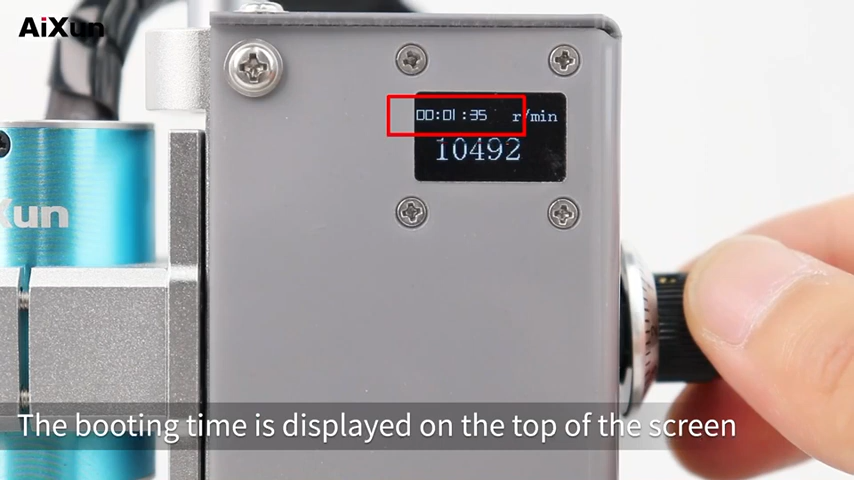 AiXun
00:01:35 r/min
10492
Xun
The booting time is displayed on the top of the screen